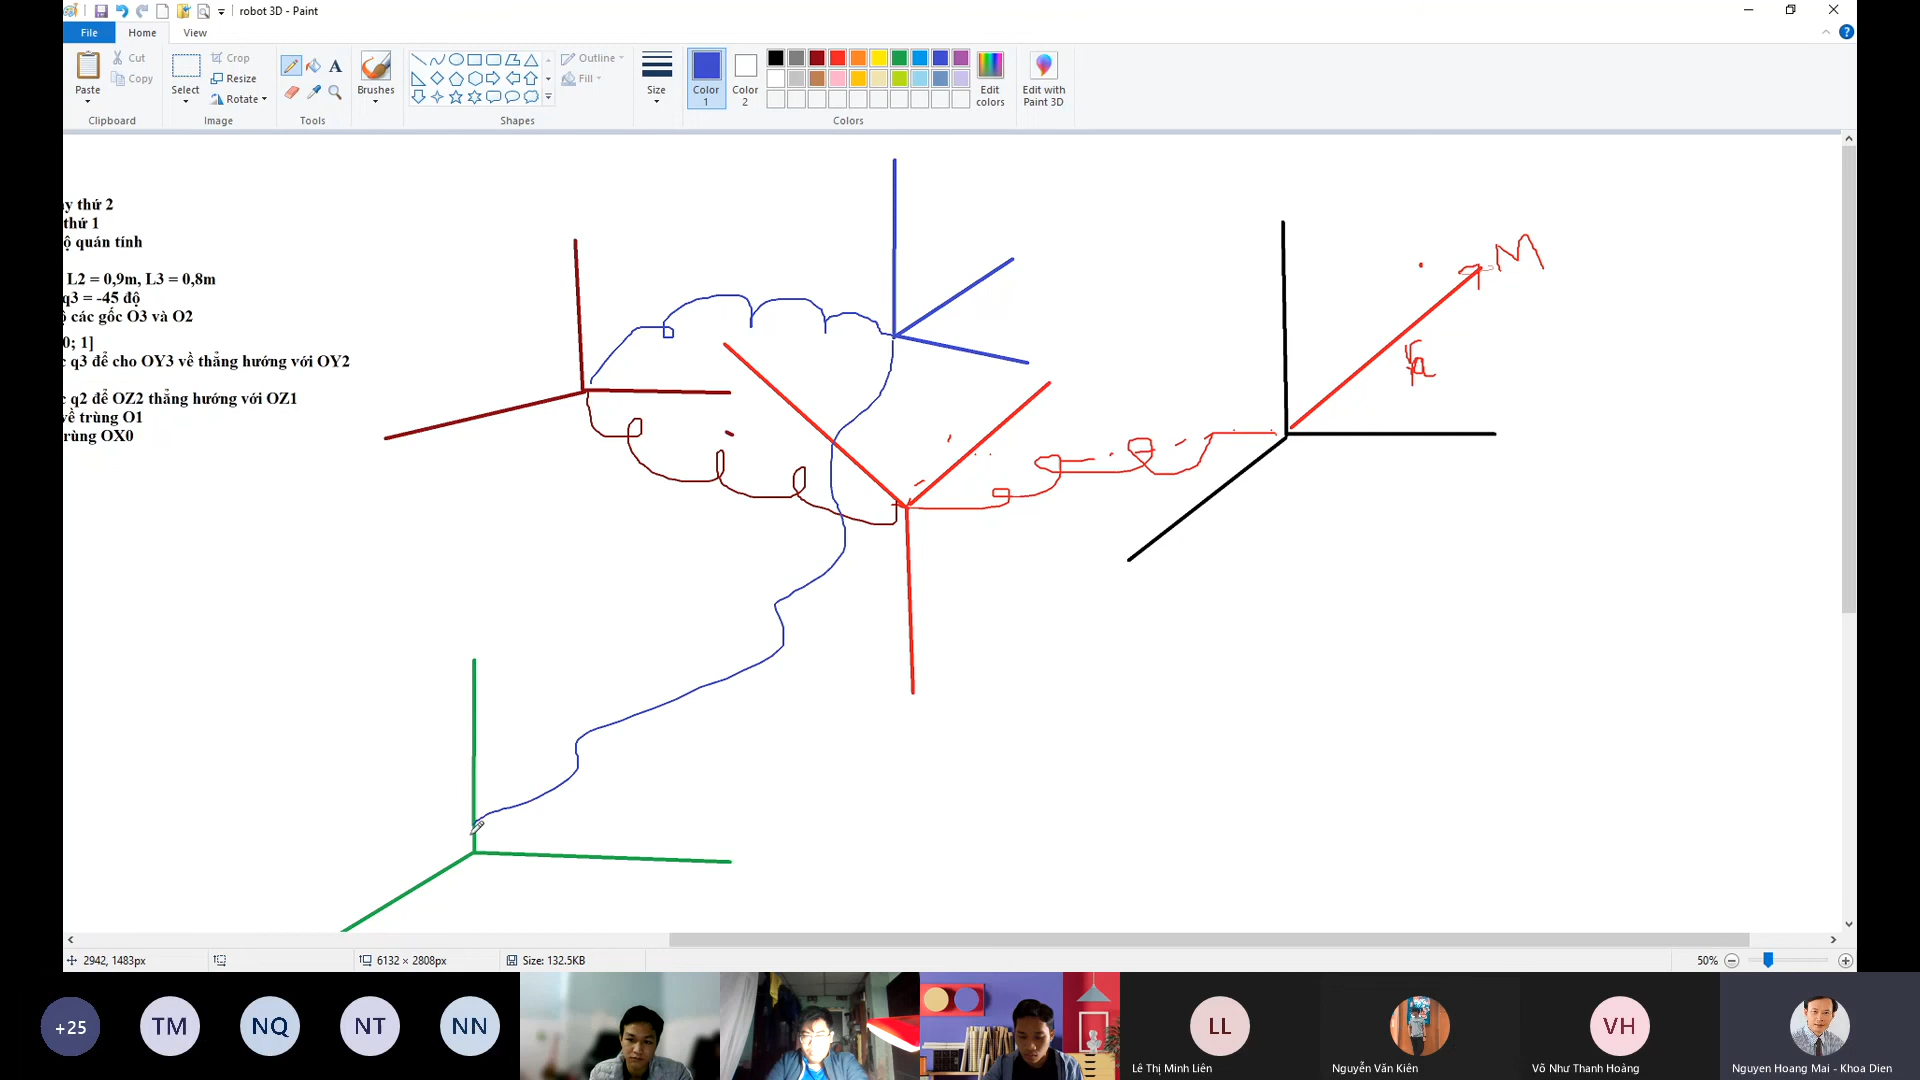 robot 3D - Paint
File
Home
View
Paste
Cut
Copy
Clipboard
Select
Crop
Resize
Rotate
Image
A
Tools
Brushes
Shapes
Outline
Fill
Size
Color 1
Color 2
Edit colors
Edit with Paint 3D
Colors
ay thứ 2
thứ 1
ộ quán tính
L2 = 0,9m, L3 = 0,8m
q3 = -45 độ
ộ các gốc O3 và O2
0; 1]
c q3 để cho OY3 về thẳng hướng với OY2
c q2 để OZ2 thẳng hướng với OZ1
về trùng O1
trùng OX0
M
2942, 1483px
6132 × 2808px
Size: 132.5KB
50%
+25
TM
NQ
NT
NN
LL
Lê Thị Minh Liên
Nguyễn Văn Kiên
VH
Võ Như Thanh Hoàng
Nguyen Hoang Mai - Khoa Dien